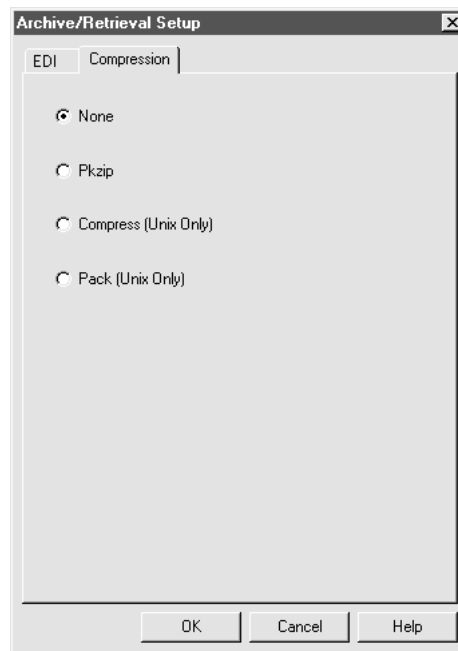 Archive/Retrieval Setup
EDI Compression
None
Pkzip
Compress (Unix Only)
Pack (Unix Only)
OK Cancel Help